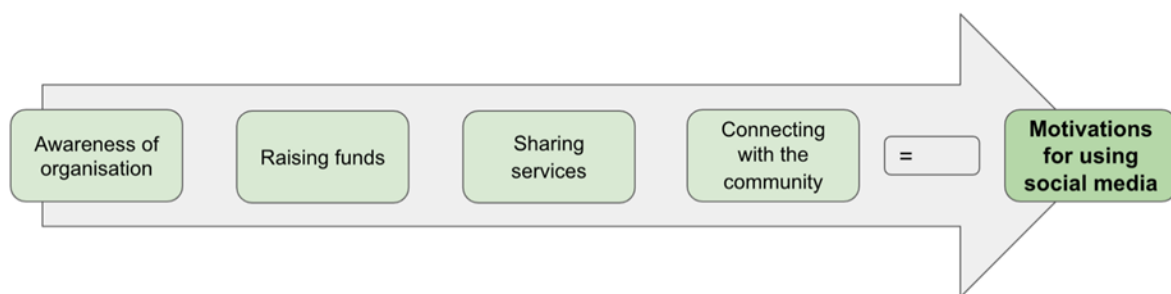 Awareness of
organisation
Raising funds
Sharing
services
Connecting
with the
community
=
Motivations
for using
social media